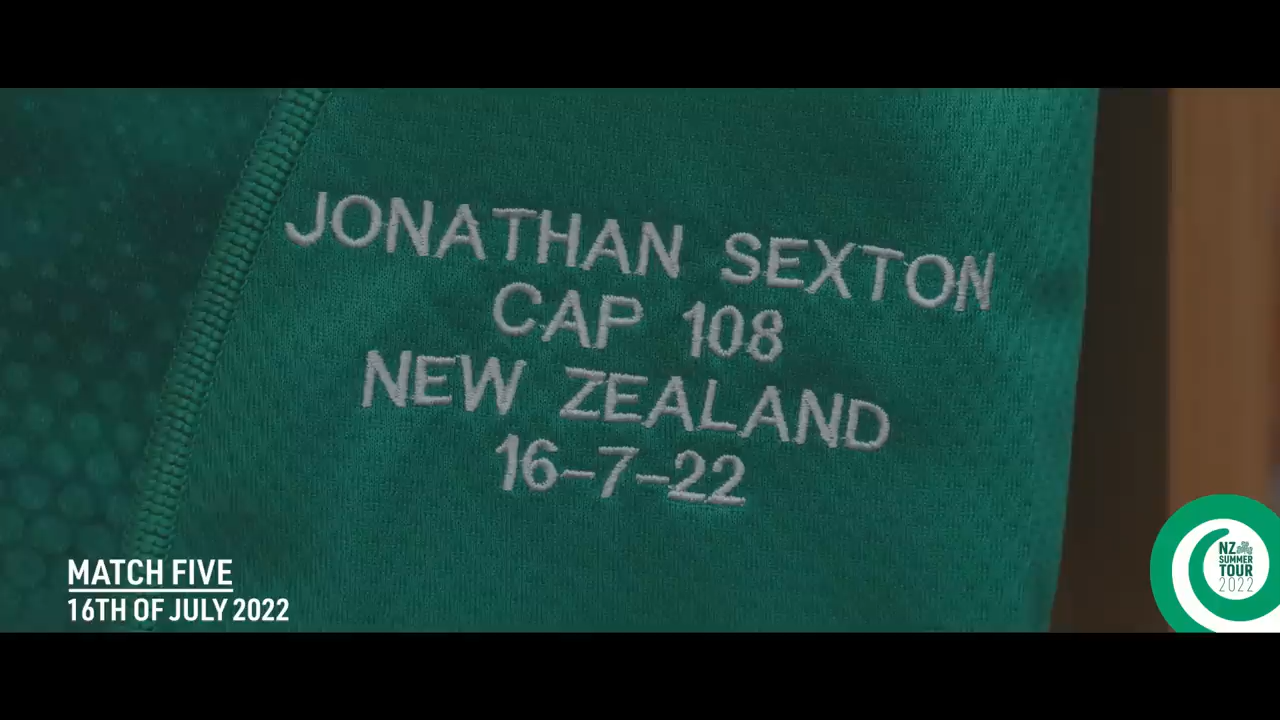 JONATHAN SEXTON
CAP 108
NEW ZEALAND
16-7-22
MATCH FIVE
16TH OF JULY 2022
NZ
SUMMER
TOUR
2022